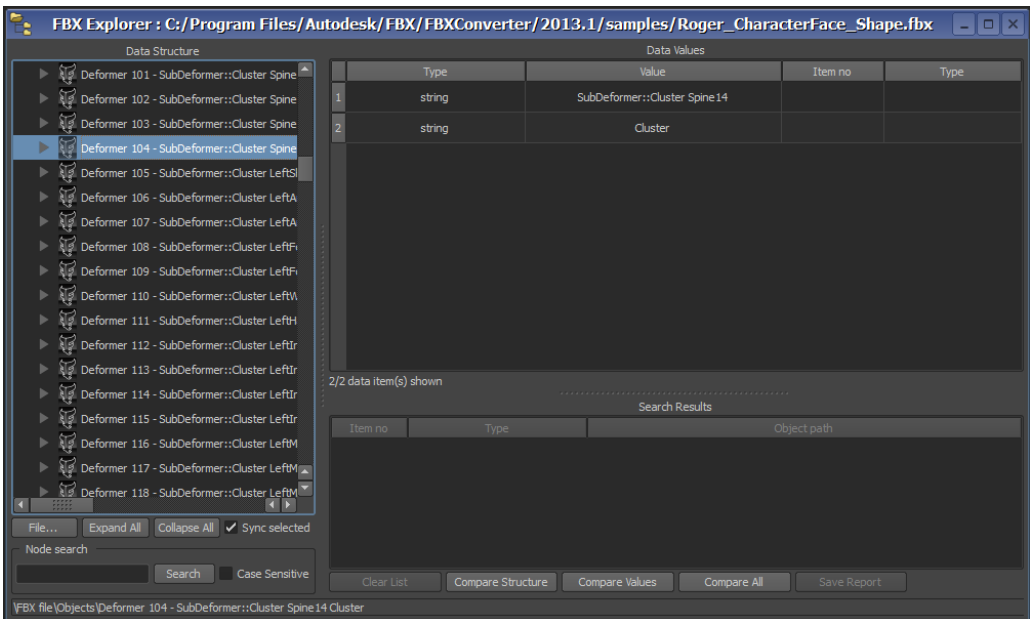 FBX Explorer : C:/Program Files/Autodesk/FBX/FBXConverter/2013.1/samples/Roger_CharacterFace_Shape.fbx
Data Structure
Deformer 101 - SubDeformer::Cluster Spine
Deformer 102 - SubDeformer::Cluster Spine
Deformer 103 - SubDeformer::Cluster Spine
Deformer 104 - SubDeformer::Cluster Spine
Deformer 105 - SubDeformer::Cluster LeftSl
Deformer 106 - SubDeformer::Cluster LeftA
Deformer 107 - SubDeformer::Cluster LeftA
Deformer 108 - SubDeformer::Cluster LeftF
Deformer 109 - SubDeformer::Cluster LeftF
Deformer 110 - SubDeformer::Cluster LeftW
Deformer 111 - SubDeformer::Cluster LeftH
Deformer 112 - SubDeformer::Cluster LeftIr
Deformer 113 - SubDeformer::Cluster LeftIr
Deformer 114 - SubDeformer::Cluster LeftIr
Deformer 115 - SubDeformer::Cluster LeftIr
Deformer 116 - SubDeformer::Cluster LeftM
Deformer 117 - SubDeformer::Cluster LeftM
Deformer 118 - SubDeformer::Cluster LeftM
File... Expand All Collapse All Sync selected
Node search
Search Case Sensitive
Data Values
Type Value Item no Type
1 string SubDeformer::Cluster Spine14
2 string Cluster
2/2 data item(s) shown
Search Results
Item no Type Object path
Clear List Compare Structure Compare Values Compare All Save Report
\FBX file\Objects\Deformer 104 - SubDeformer::Cluster Spine14 Cluster